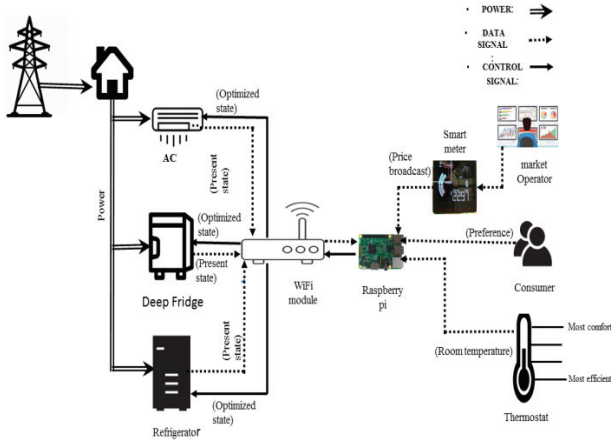 • POWER:
• DATA
SIGNAL
:
• CONTROL
SIGNAL:
(Optimized
state)
AC
(Present
state)
Power
Smart
meter
(Price
broadcast)
market
Operator
(Optimized
state)
(Present
state)
Deep Fridge
WiFi
module
Raspberry
pi
(Preference)
Consumer
(Present
state)
(Room temperature)
Most comfort
Most efficient
Thermostat
(Optimized
state)
Refrigerator